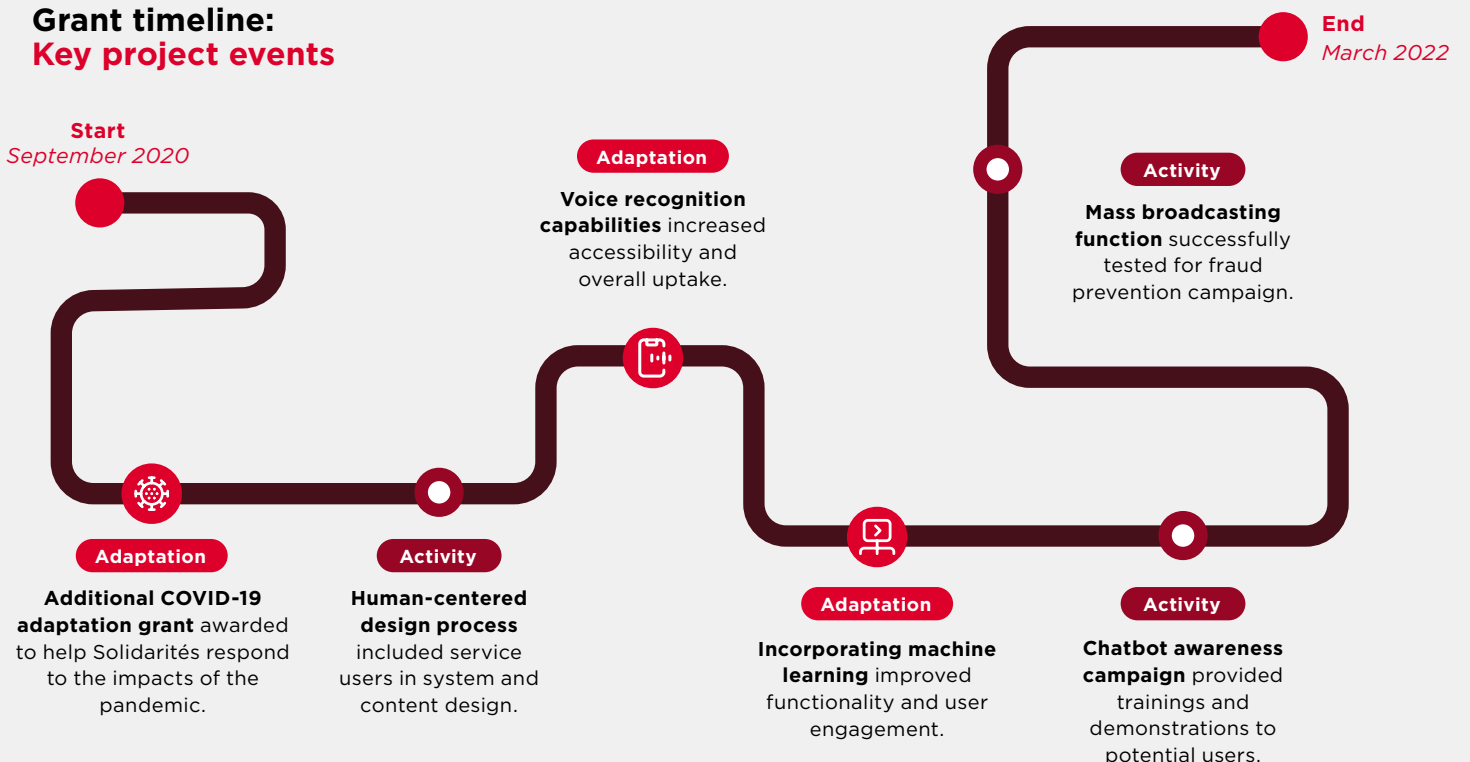 Grant timeline:
Key project events
Start
September 2020
Adaptation
Additional COVID-19
adaptation grant awarded
to help Solidarités respond
to the impacts of the
pandemic.
Activity
Human-centered
design process
included service
users in system and
content design.
Adaptation
Voice recognition
capabilities increased
accessibility and
overall uptake.
Adaptation
Incorporating machine
learning improved
functionality and user
engagement.
Activity
Chatbot awareness
campaign provided
trainings and
demonstrations to
potential users.
Activity
Mass broadcasting
function successfully
tested for fraud
prevention campaign.
End
March 2022